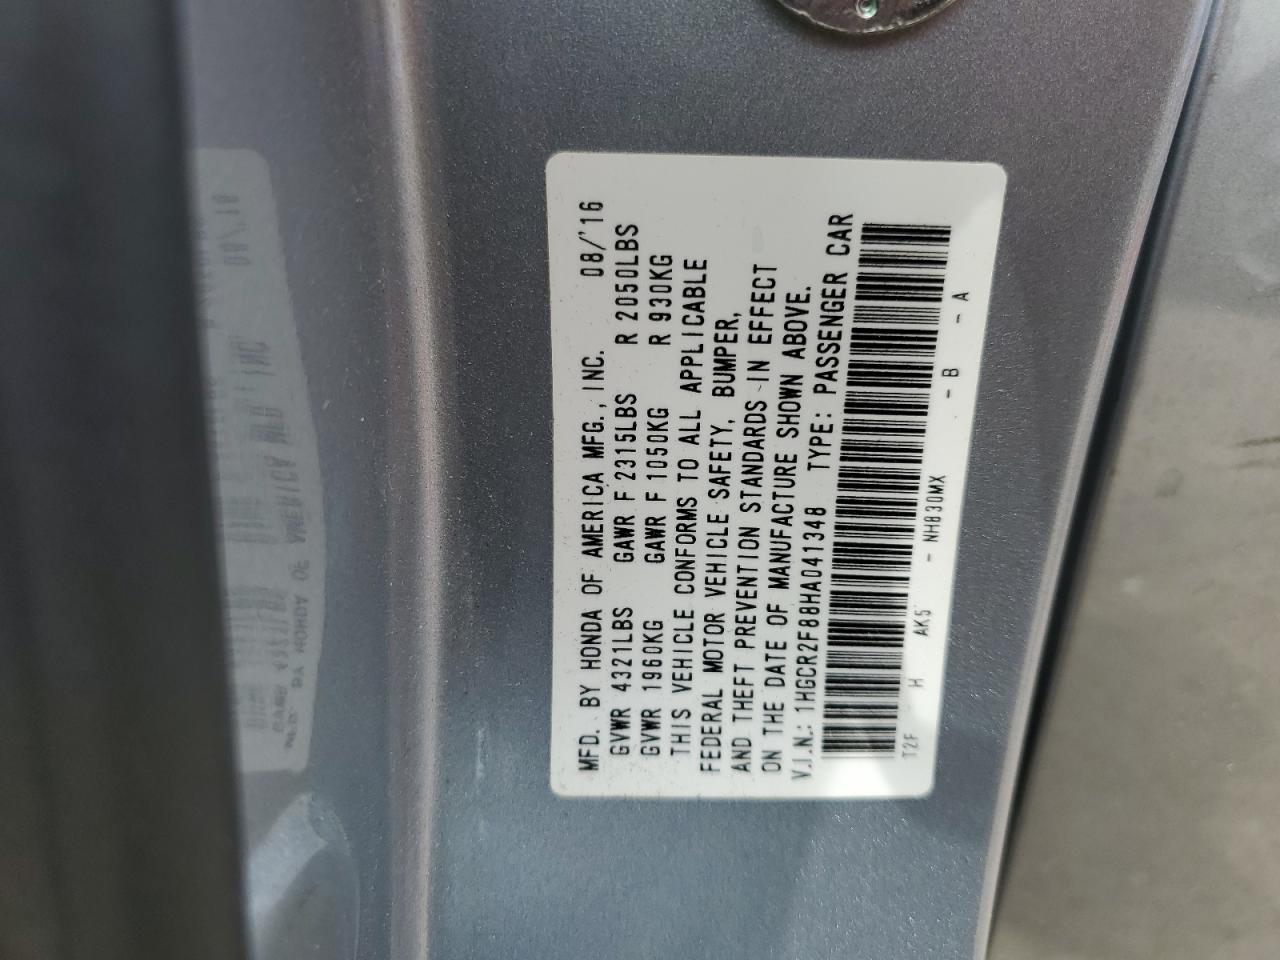 MFD. BY HONDA OF AMERICA MFG., INC. 08/'16
GVWR 4321LBS GAWR F 2315LBS R 2050LBS
GVWR 1960KG GAWR F 1050KG R 930KG
THIS VEHICLE CONFORMS TO ALL APPLICABLE
FEDERAL MOTOR VEHICLE SAFETY, BUMPER,
AND THEFT PREVENTION STANDARDS IN EFFECT
ON THE DATE OF MANUFACTURE SHOWN ABOVE.
V.I.N.: 1HGCR2F88HA041348 TYPE: PASSENGER CAR
T2F H AK5 - NH830MX - B - A